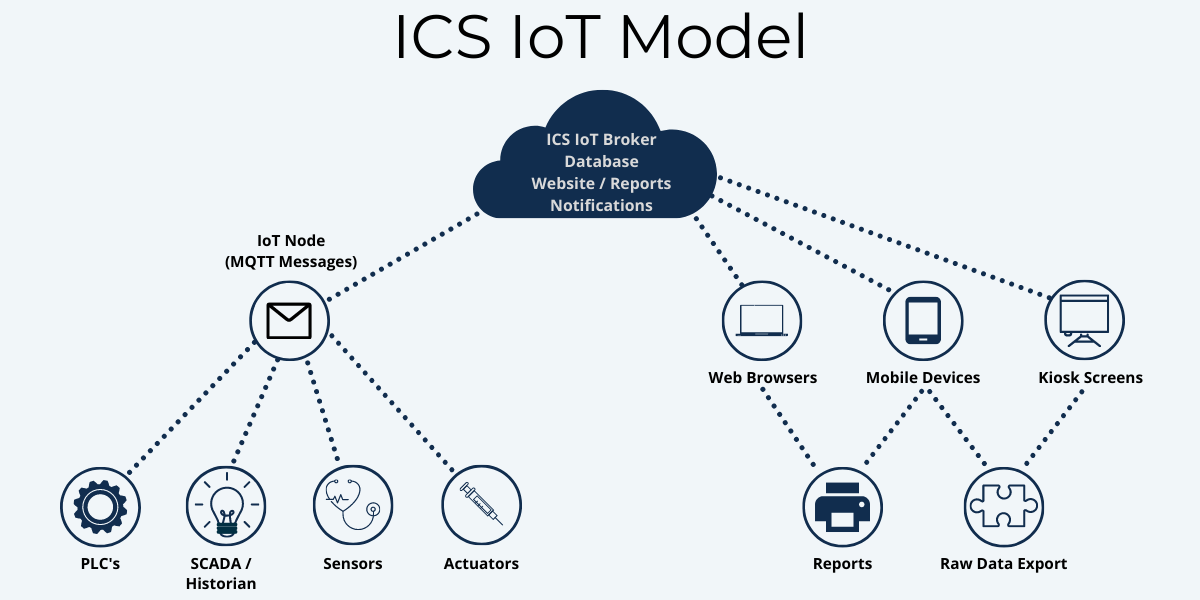 ICS IoT Model
ICS IoT Broker
Database
Website / Reports
Notifications
IoT Node
(MQTT Messages)
Web Browsers
Mobile Devices
Kiosk Screens
PLC's
SCADA /
Historian
Sensors
Actuators
Reports
Raw Data Export